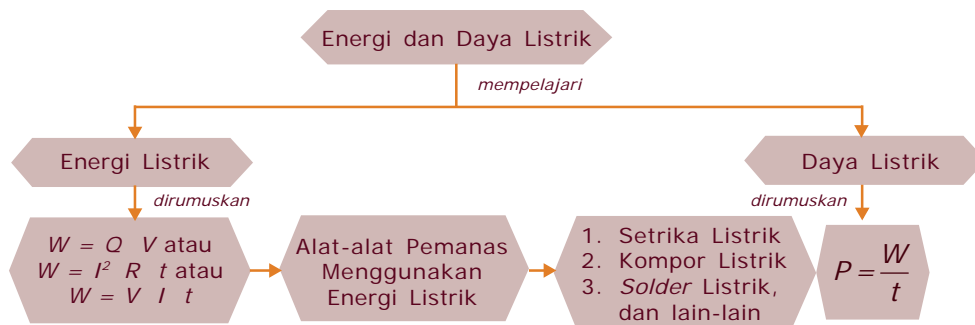 Energi dan Daya Listrik
mempelajari
Energi Listrik
Daya Listrik
dirumuskan
dirumuskan
W = Q V atau
W = I² R t atau
W = V I t
Alat-alat Pemanas
Menggunakan
Energi Listrik
1. Setrika Listrik
2. Kompor Listrik
3. Solder Listrik,
dan lain-lain
P = W/t